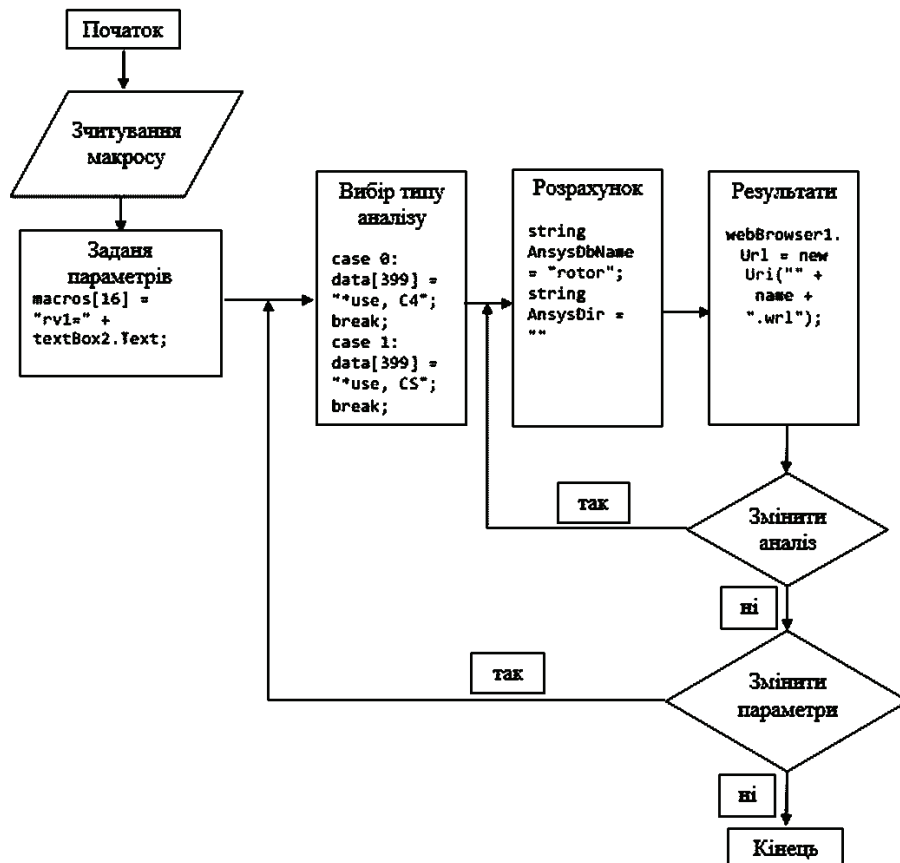 Початок
Зчитування
макросу
Заданя
параметрів
macros[16] =
"rv1=" +
textBox2.Text;
Вибір типу
аналізу
case 0:
data[399] =
"*use, C4";
break;
case 1:
data[399] =
"*use, CS";
break;
Розрахунок
string
AnsysDbName
= "rotor";
string
AnsysDir =
""
Результати
webBrowser1.
Url = new
Uri("" +
name +
".wrl");
так
Змінити
аналіз
ні
так
Змінити
параметри
ні
Кінець